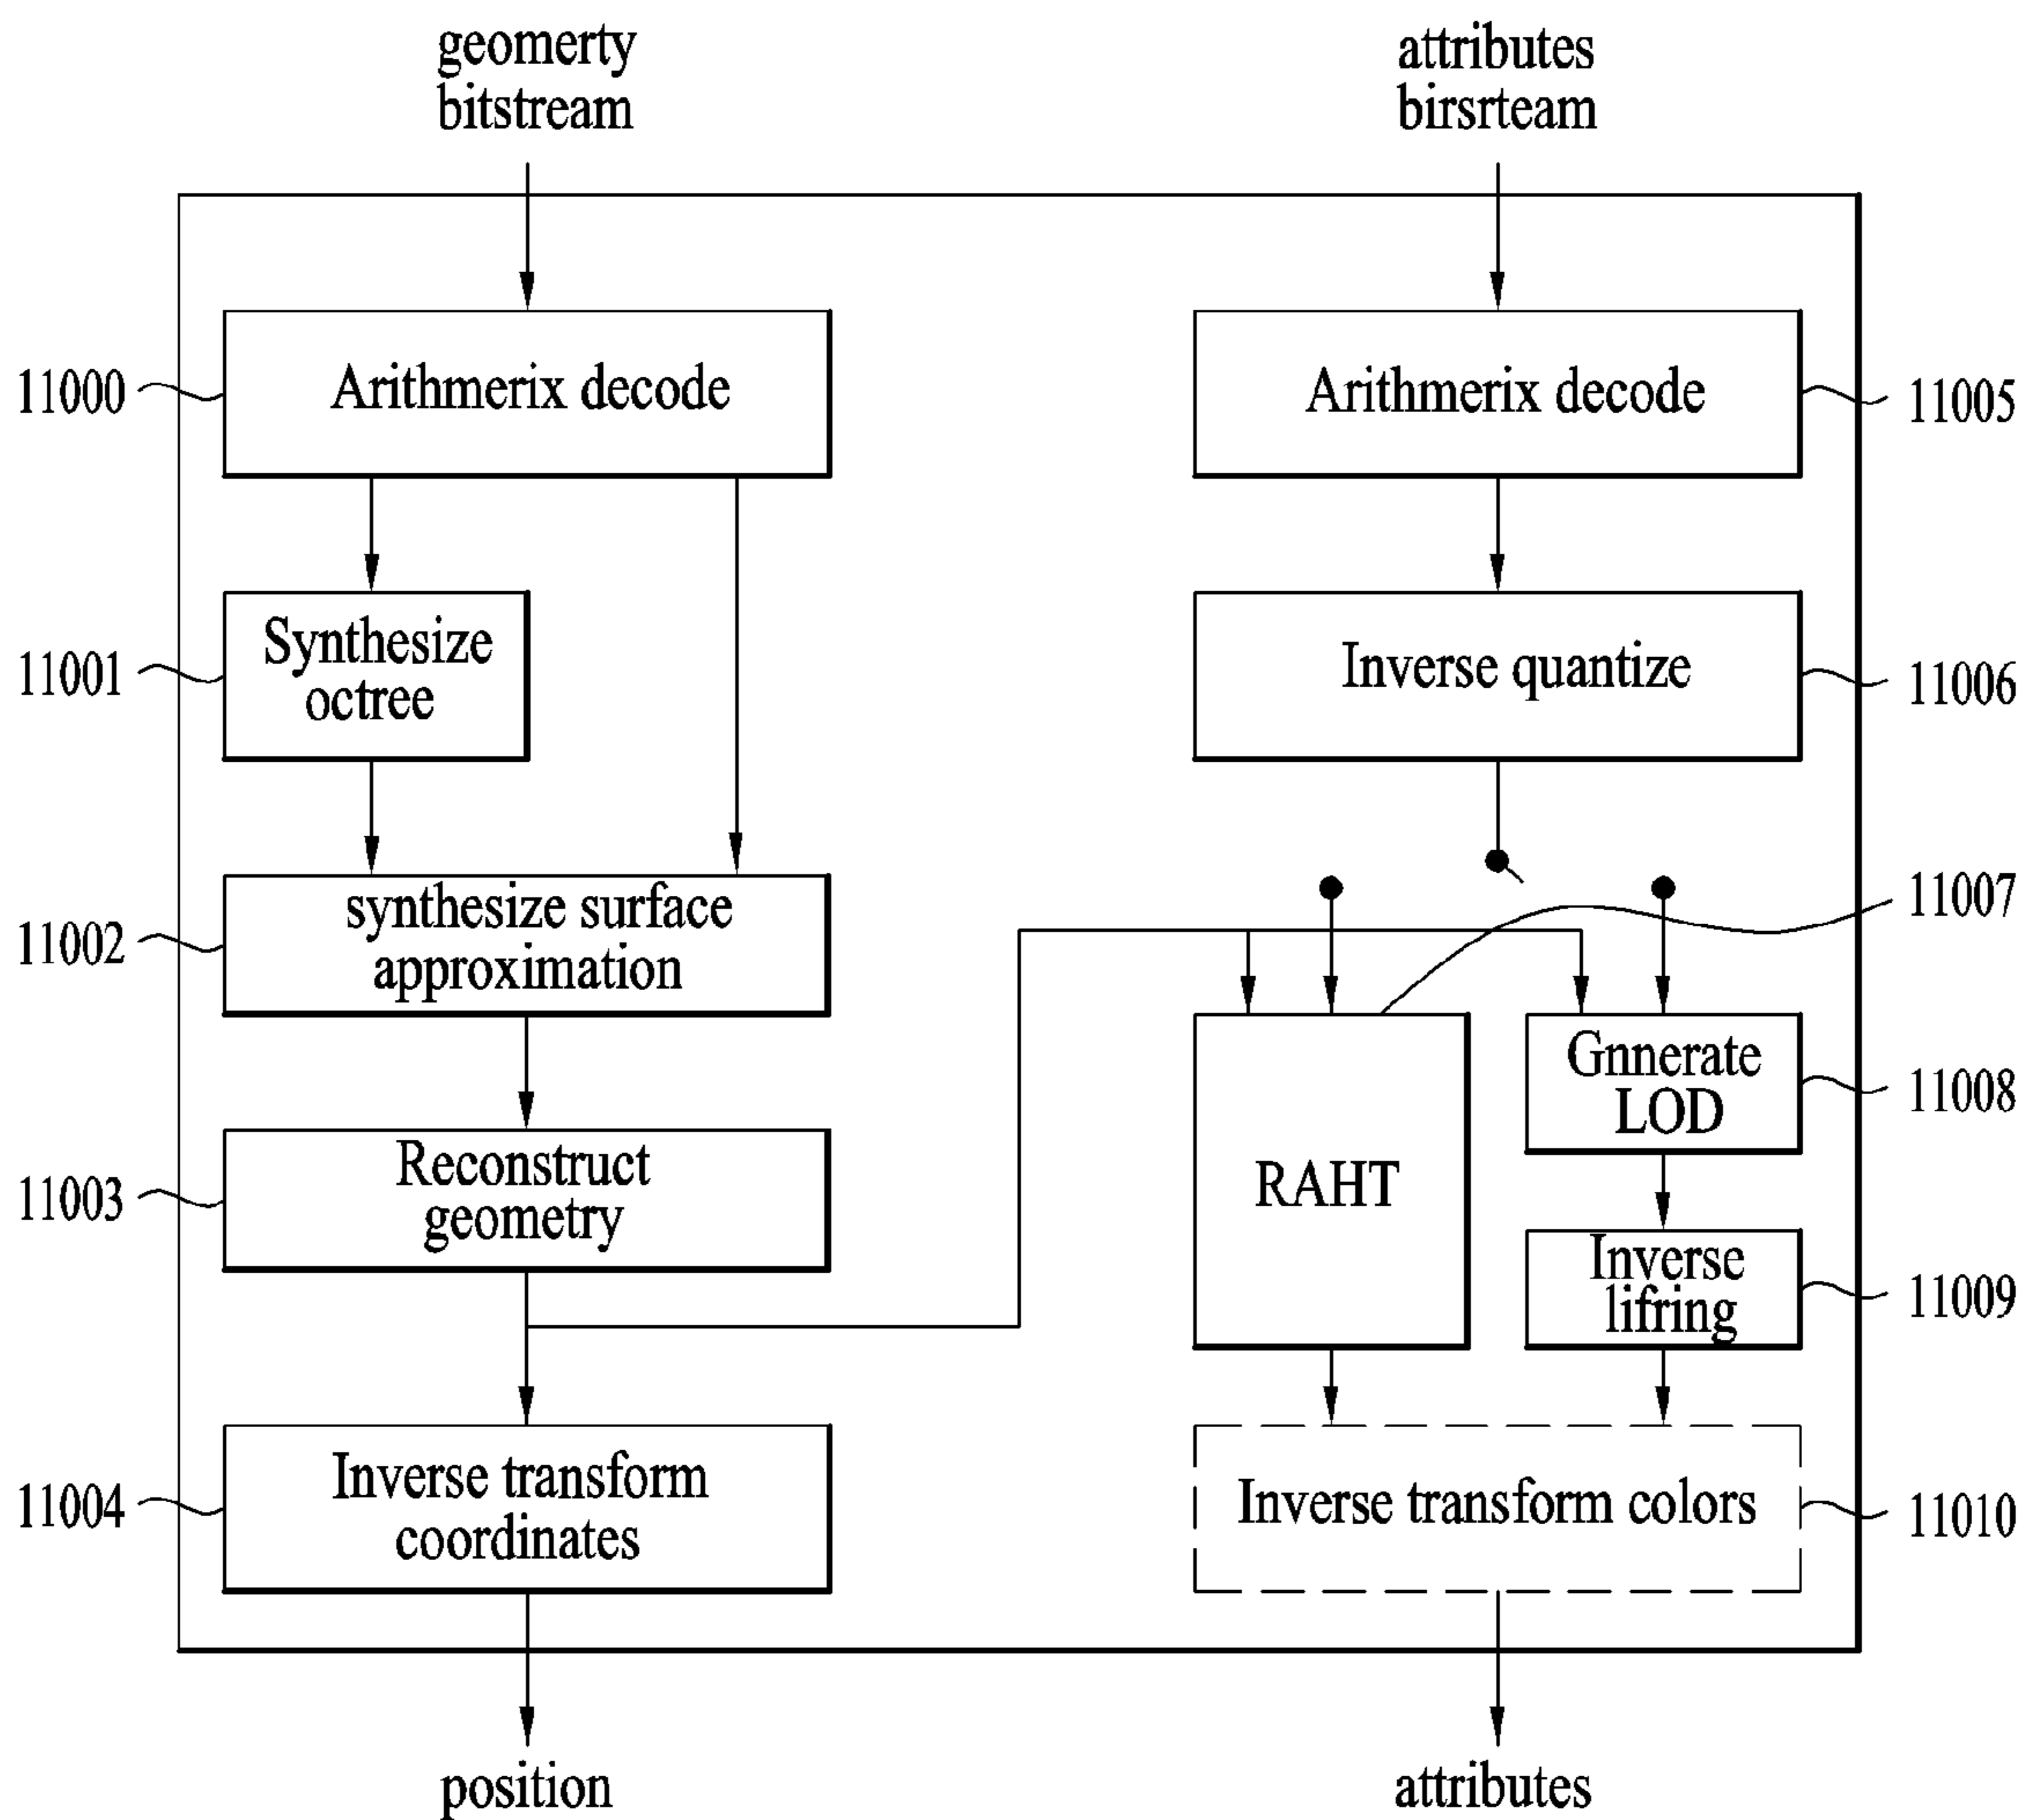 geomerty
bitstream
attributes
birsrteam
11000
Arithmerix decode
Arithmerix decode
11005
11001
Synthesize
octree
Inverse quantize
11006
11002
synthesize surface
approximation
11007
11003
Reconstruct
geometry
RAHT
Gnnerate
LOD
11008
Inverse
lifring
11009
11004
Inverse transform
coordinates
Inverse transform colors
11010
position
attributes